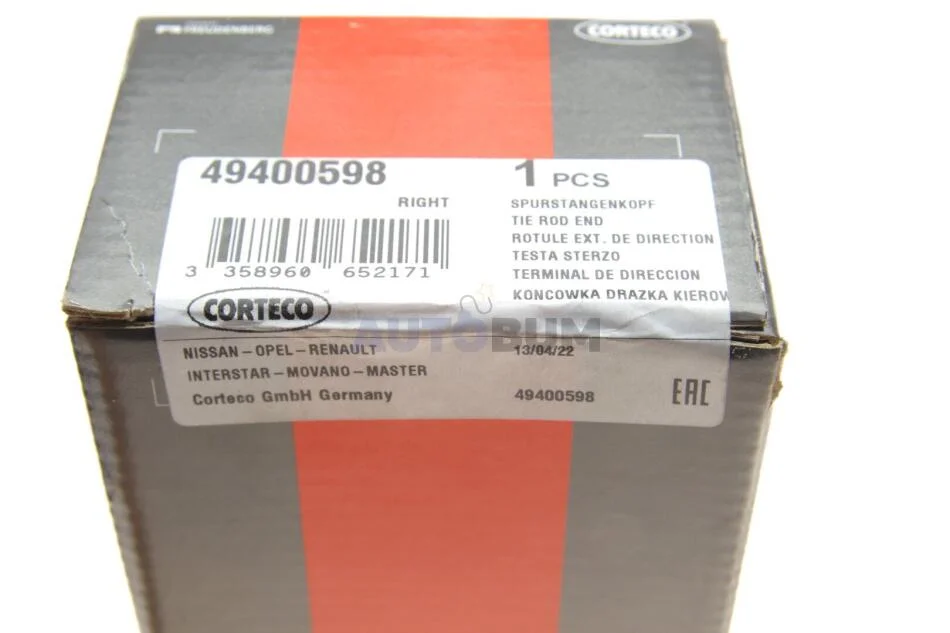 FREUDENBERG
CORTECO
49400598
1 PCS
RIGHT
SPURSTANGENKOPF
TIE ROD END
ROTULE EXT. DE DIRECTION
TESTA STERZO
TERMINAL DE DIRECCION
KONCOWKA DRAZKA KIEROW
3 358960 652171
CORTECO
AUTOBUM
NISSAN-OPEL-RENAULT
13/04/22
INTERSTAR-MOVANO-MASTER
Corteco GmbH Germany
49400598
EAC